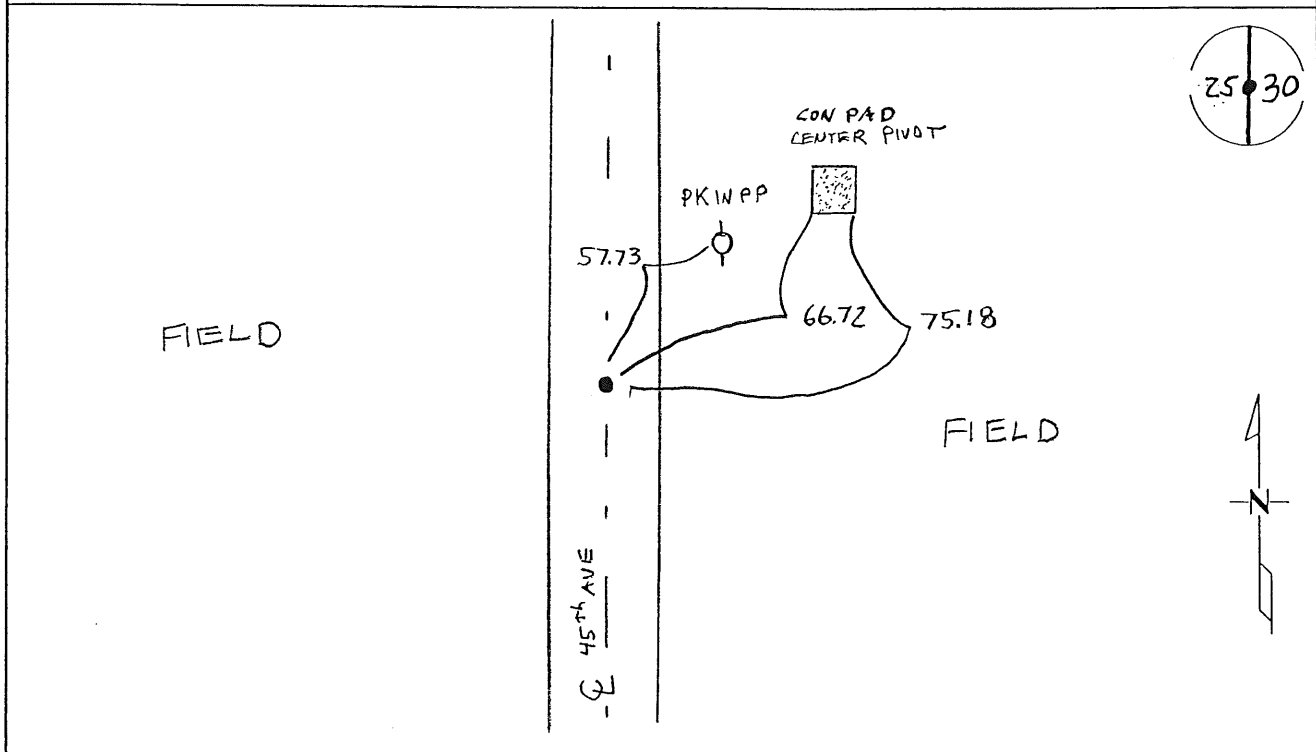 25 30
CON PAD
CENTER PIVOT
PK IN PP
57.73
66.72
75.18
FIELD
FIELD
N
℄ 45th AVE